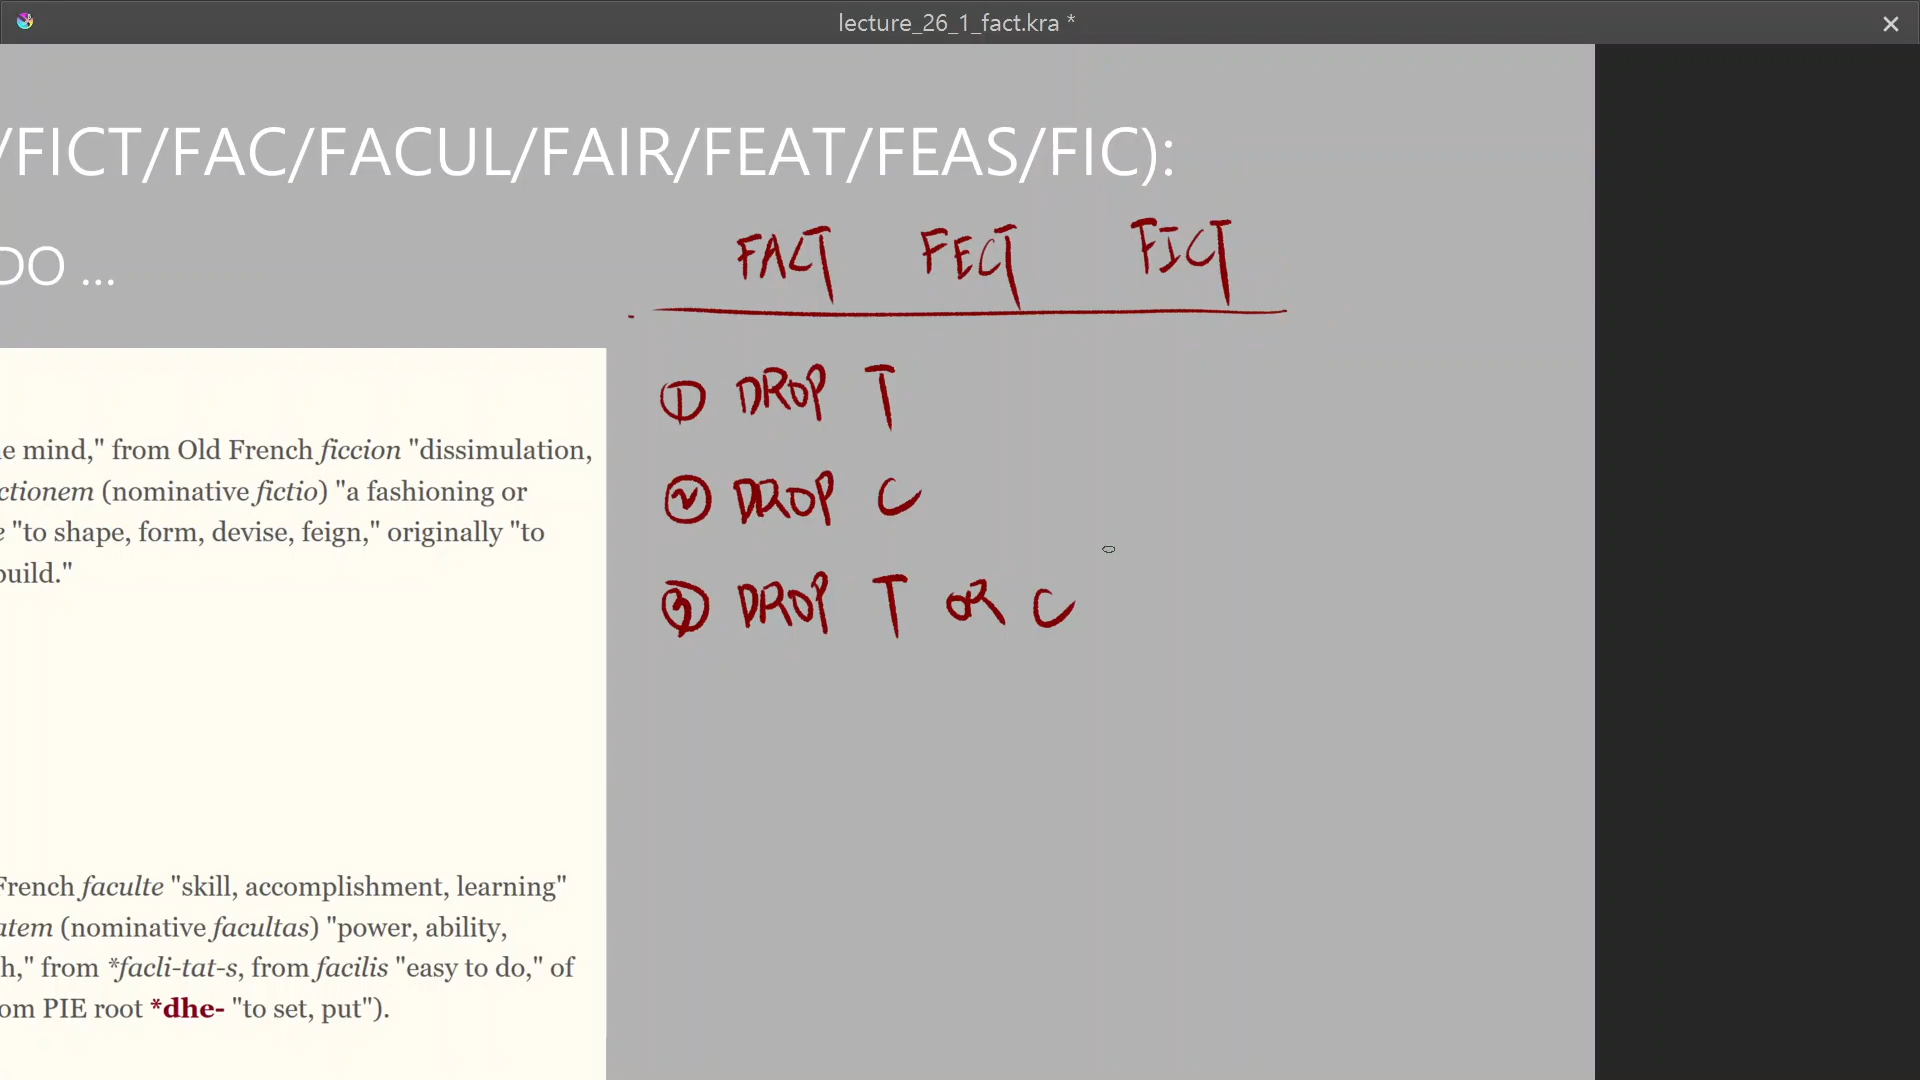 lecture_26_1_fact.kra *
/FICT/FAC/FACUL/FAIR/FEAT/FEAS/FIC):
DO ...
FACT FECT FICT
① DROP T
② DROP C
③ DROP T OR C
e mind," from Old French ficcion "dissimulation,
ctionem (nominative fictio) "a fashioning or
e "to shape, form, devise, feign," originally "to
build."
French faculte "skill, accomplishment, learning"
atem (nominative facultas) "power, ability,
h," from *facli-tat-s, from facilis "easy to do," of
om PIE root *dhe- "to set, put").